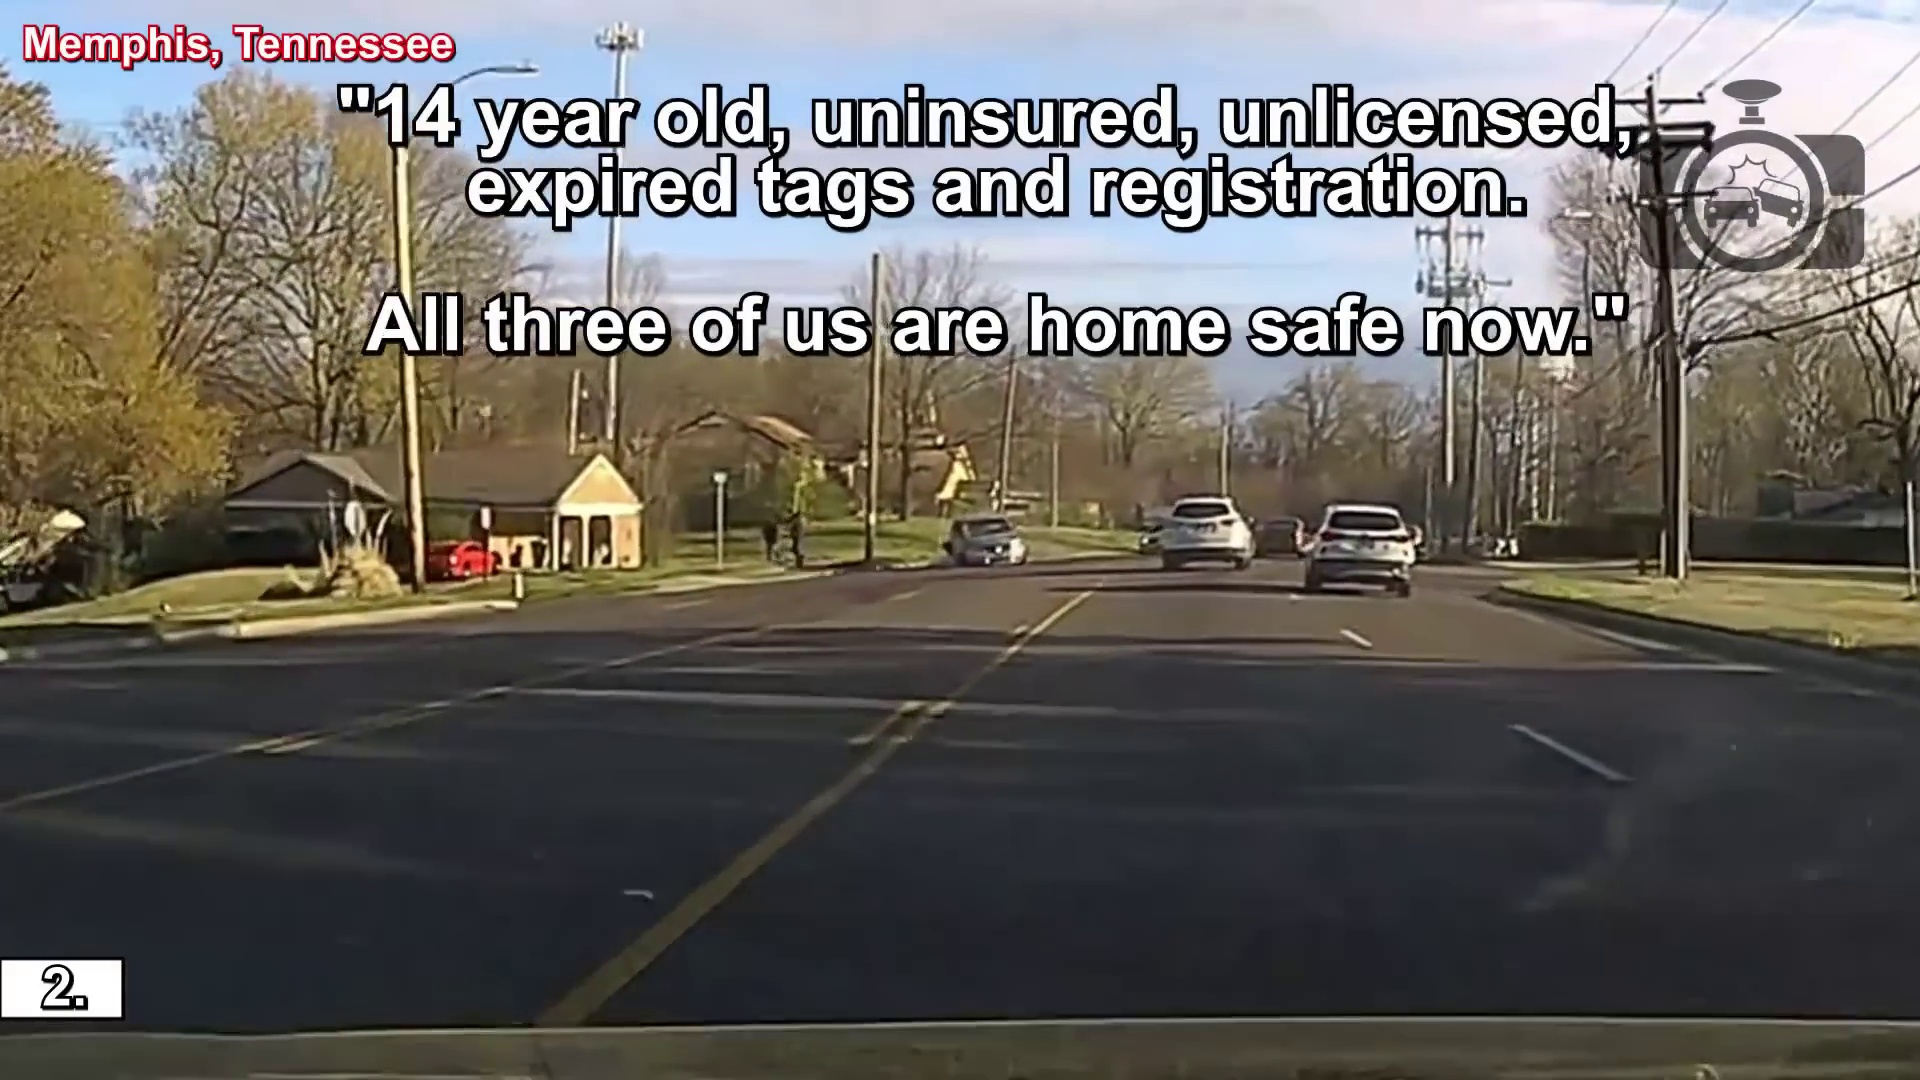 Memphis, Tennessee
"14 year old, uninsured, unlicensed,
expired tags and registration.
All three of us are home safe now."
2.